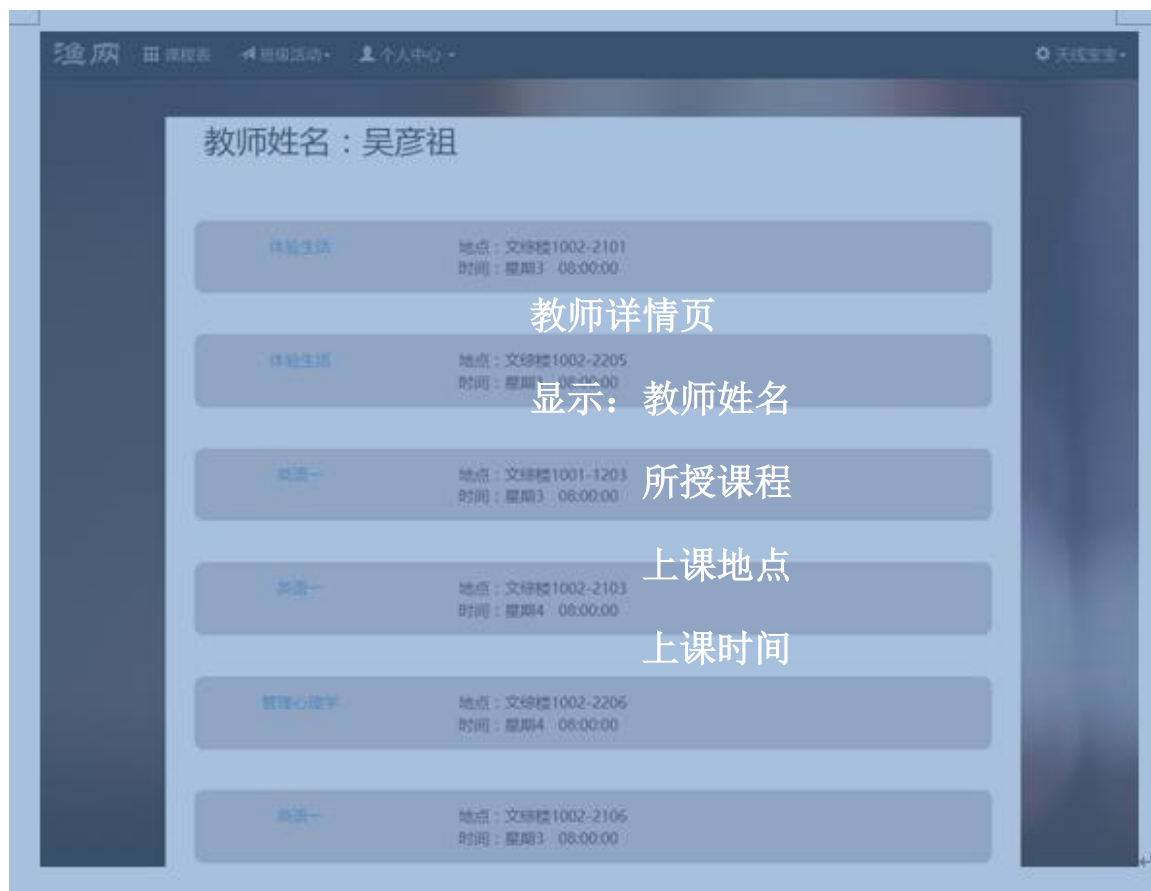 渔网 课程表 班级活动 个人中心 天线宝宝
教师姓名：吴彦祖
体验生活 地点：文综楼1002-2101
时间：星期3 08:00:00
教师详情页
体验生活 地点：文综楼1002-2205
时间：星期3 08:00:00
显示：教师姓名
英语一 地点：文综楼1001-1203
时间：星期3 08:00:00
所授课程
上课地点
英语一 地点：文综楼1002-2103
时间：星期4 08:00:00
上课时间
管理心理学 地点：文综楼1002-2206
时间：星期4 08:00:00
英语一 地点：文综楼1002-2106
时间：星期3 08:00:00